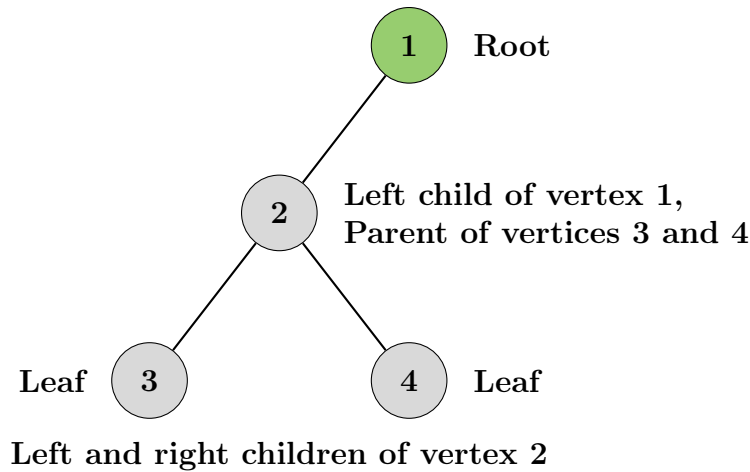 1 Root
2 Left child of vertex 1,
Parent of vertices 3 and 4
Leaf 3 4 Leaf
Left and right children of vertex 2